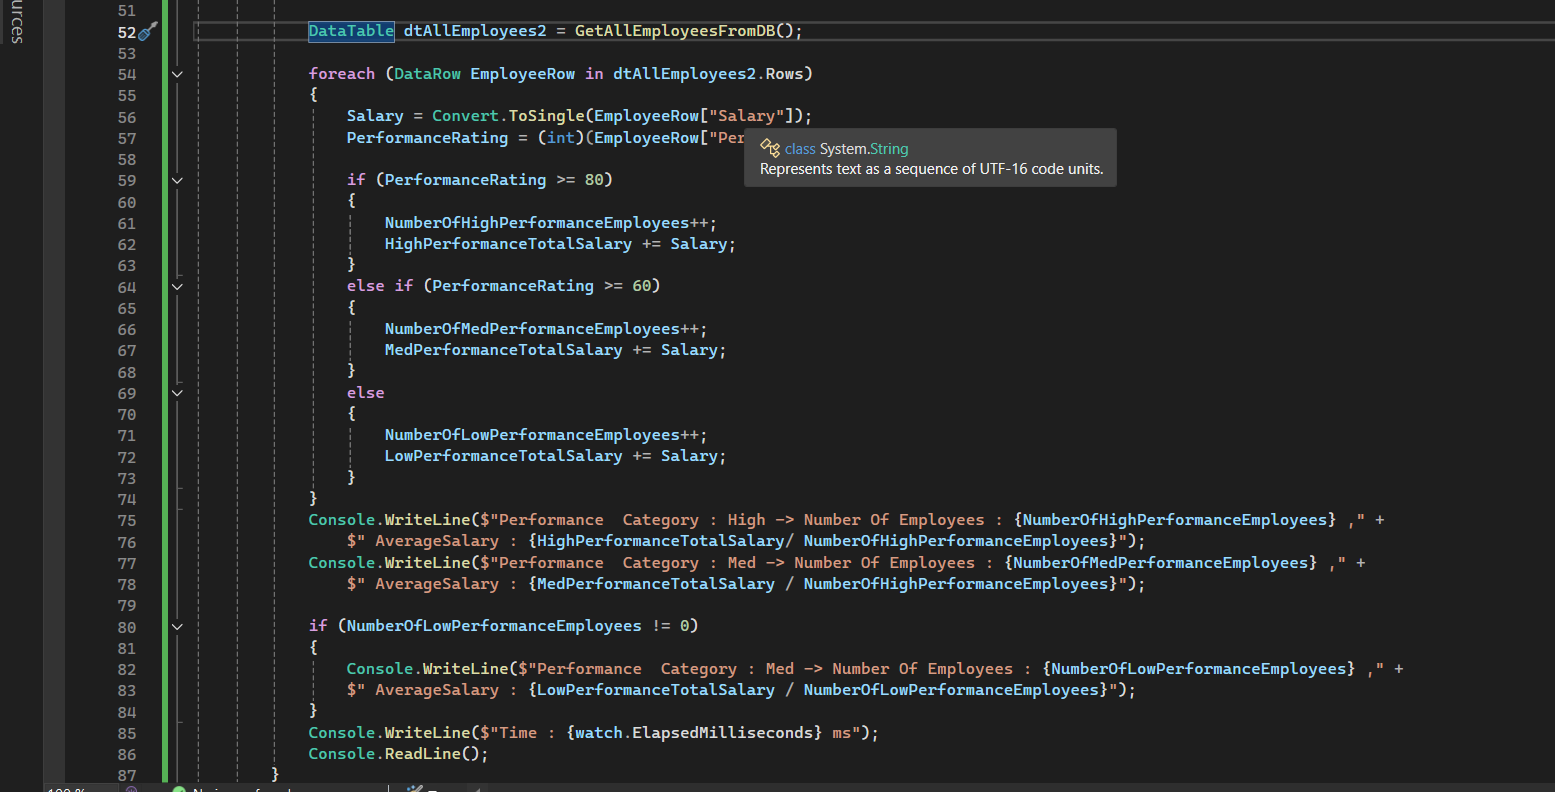 51
52 DataTable dtAllEmployees2 = GetAllEmployeesFromDB();
53
54 foreach (DataRow EmployeeRow in dtAllEmployees2.Rows)
55 {
56 Salary = Convert.ToSingle(EmployeeRow["Salary"]);
57 PerformanceRating = (int)(EmployeeRow["Per
class System.String
Represents text as a sequence of UTF-16 code units.
58
59 if (PerformanceRating >= 80)
60 {
61 NumberOfHighPerformanceEmployees++;
62 HighPerformanceTotalSalary += Salary;
63 }
64 else if (PerformanceRating >= 60)
65 {
66 NumberOfMedPerformanceEmployees++;
67 MedPerformanceTotalSalary += Salary;
68 }
69 else
70 {
71 NumberOfLowPerformanceEmployees++;
72 LowPerformanceTotalSalary += Salary;
73 }
74 }
75 Console.WriteLine($"Performance  Category : High -> Number Of Employees : {NumberOfHighPerformanceEmployees} ," +
76 $" AverageSalary : {HighPerformanceTotalSalary/ NumberOfHighPerformanceEmployees}");
77 Console.WriteLine($"Performance  Category : Med -> Number Of Employees : {NumberOfMedPerformanceEmployees} ," +
78 $" AverageSalary : {MedPerformanceTotalSalary / NumberOfHighPerformanceEmployees}");
79
80 if (NumberOfLowPerformanceEmployees != 0)
81 {
82 Console.WriteLine($"Performance  Category : Med -> Number Of Employees : {NumberOfLowPerformanceEmployees} ," +
83 $" AverageSalary : {LowPerformanceTotalSalary / NumberOfLowPerformanceEmployees}");
84 }
85 Console.WriteLine($"Time : {watch.ElapsedMilliseconds} ms");
86 Console.ReadLine();
87 }